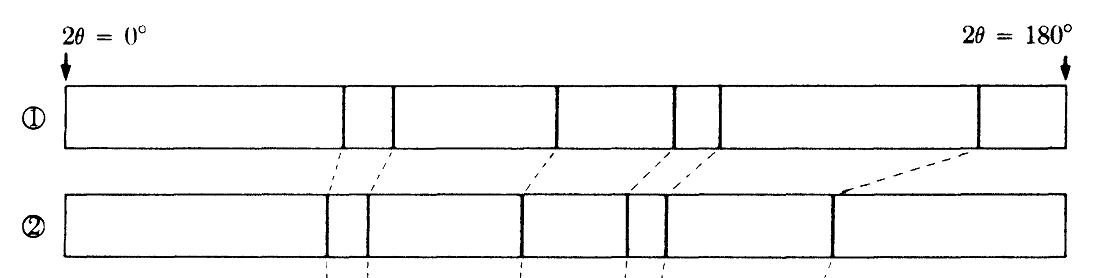 2θ = 0°
2θ = 180°
①
②